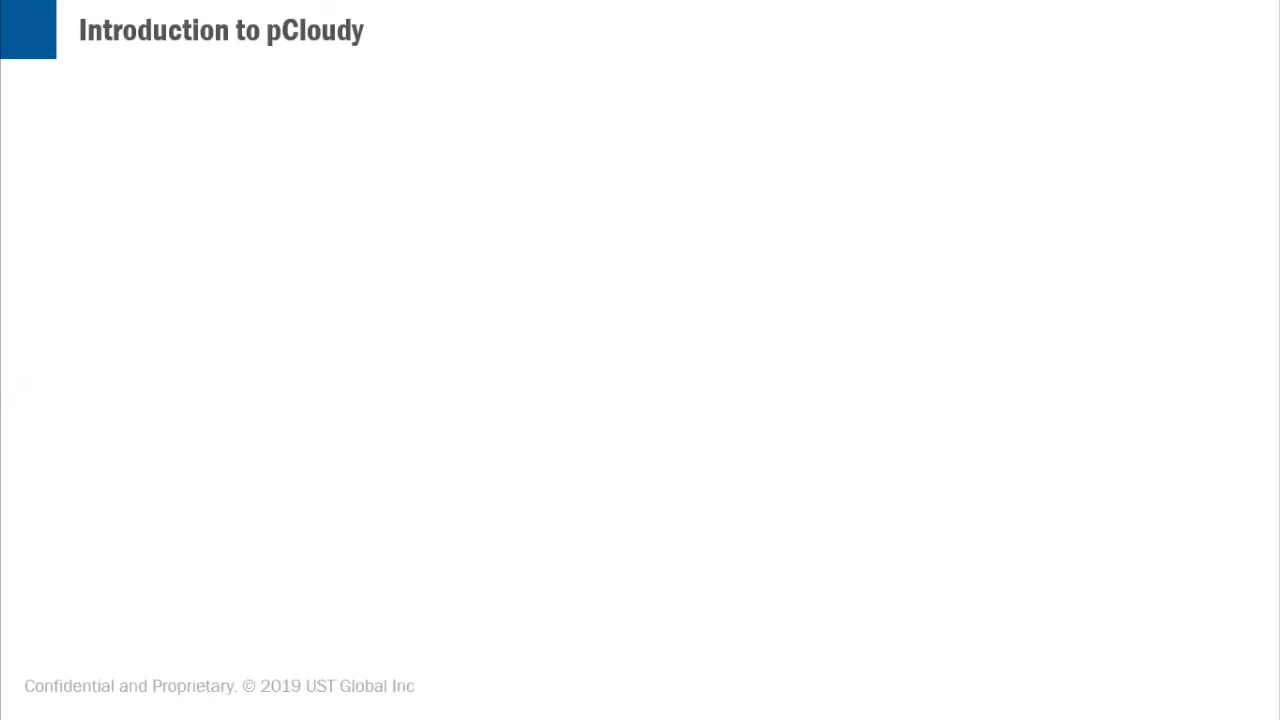 Introduction to pCloudy
Confidential and Proprietary. © 2019 UST Global Inc